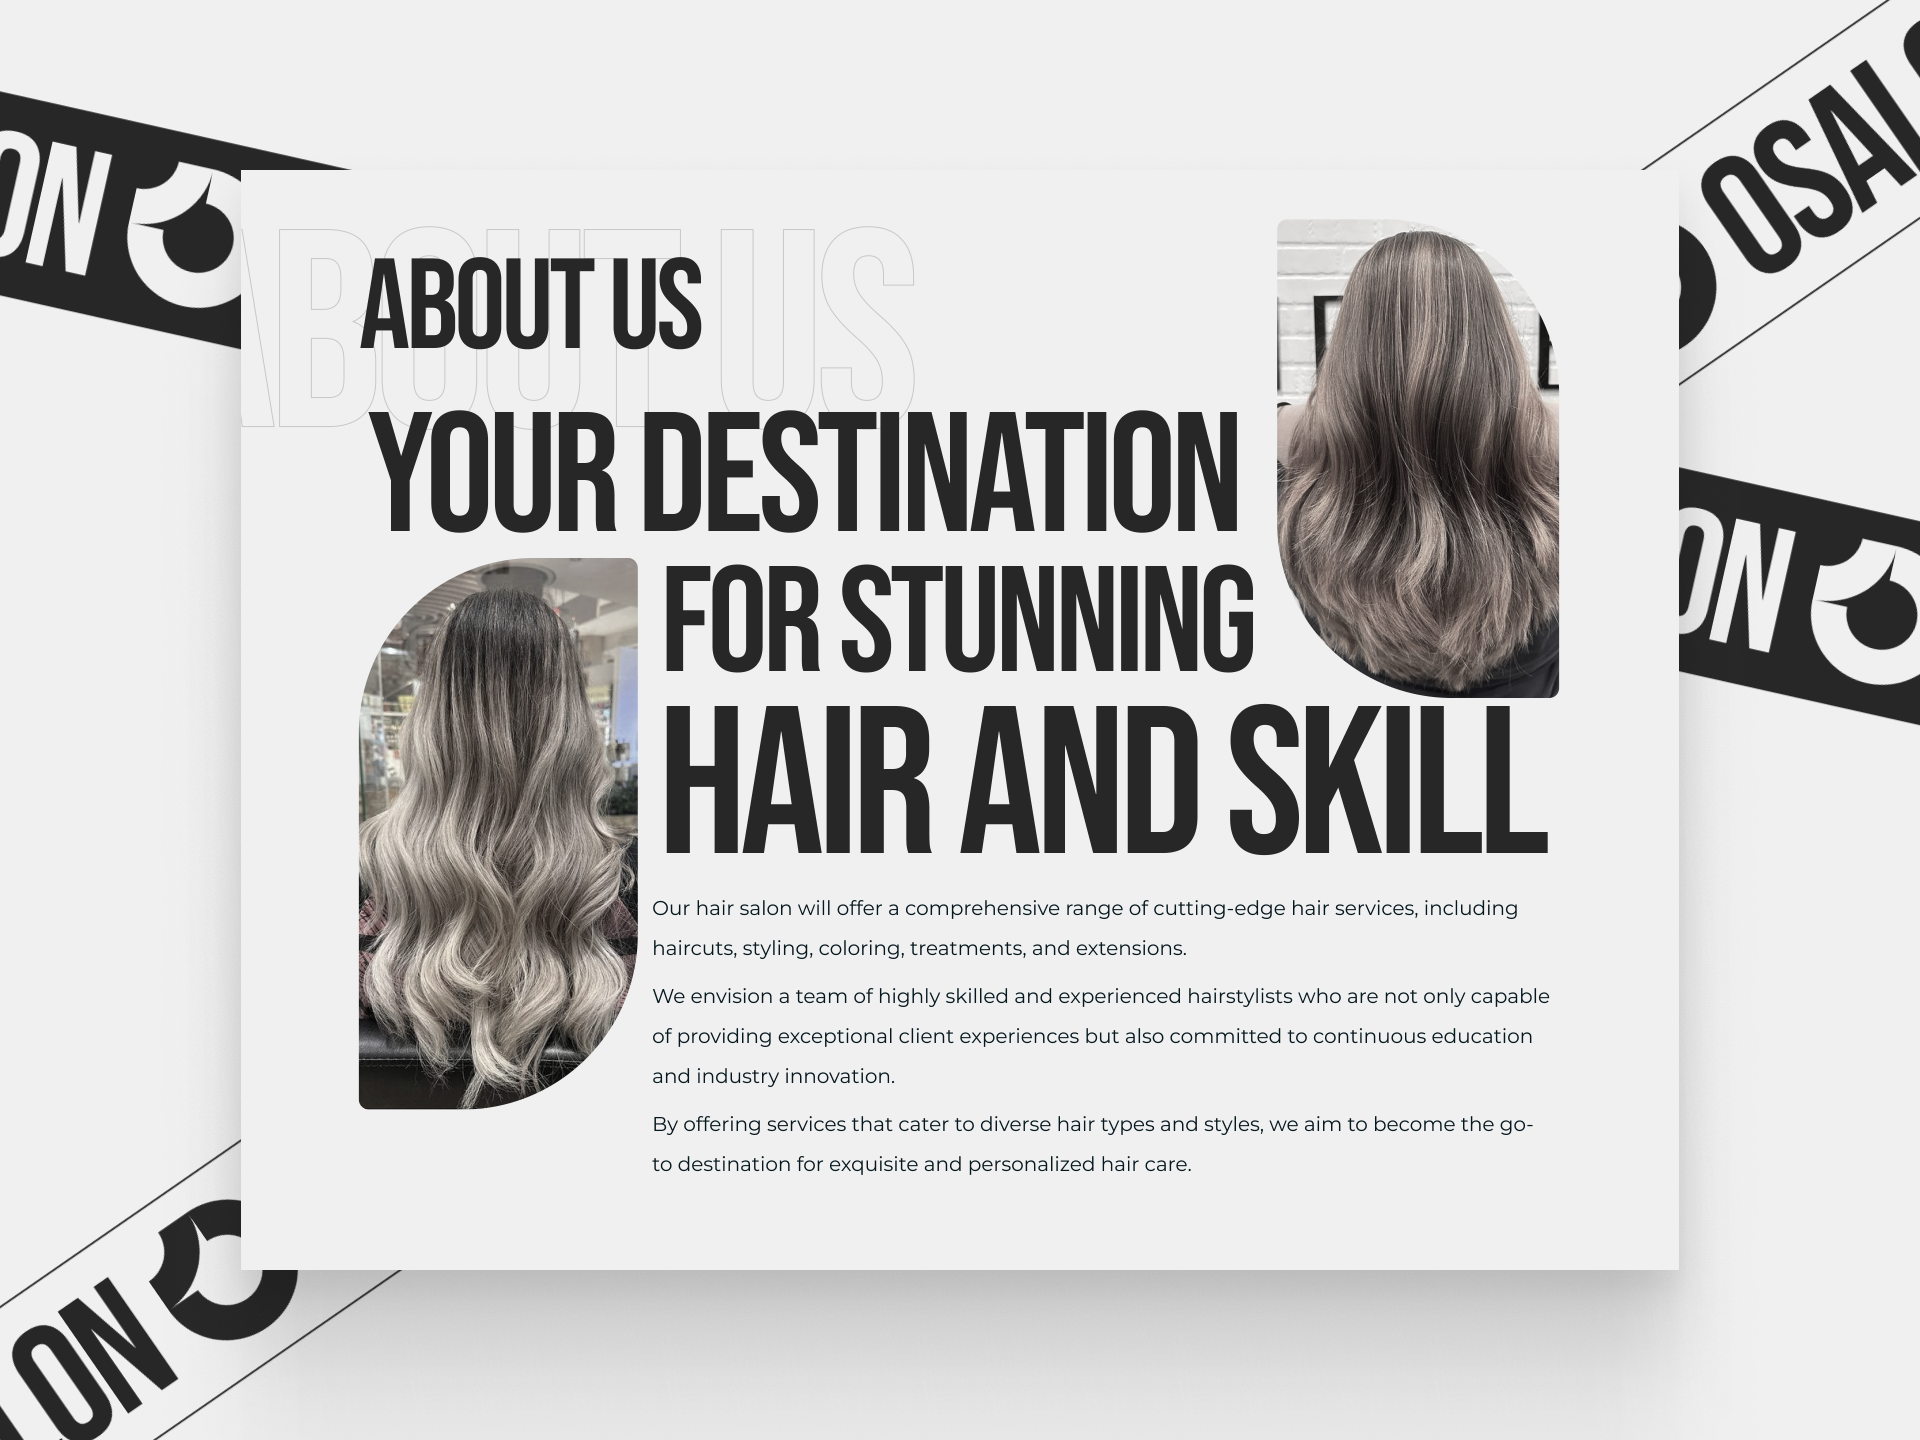 ON
OSAL
ABOUT US
ABOUT US
YOUR DESTINATION
FOR STUNNING
HAIR AND SKILL
ON
Our hair salon will offer a comprehensive range of cutting-edge hair services, including
haircuts, styling, coloring, treatments, and extensions.
We envision a team of highly skilled and experienced hairstylists who are not only capable
of providing exceptional client experiences but also committed to continuous education
and industry innovation.
By offering services that cater to diverse hair types and styles, we aim to become the go-
to destination for exquisite and personalized hair care.
ON